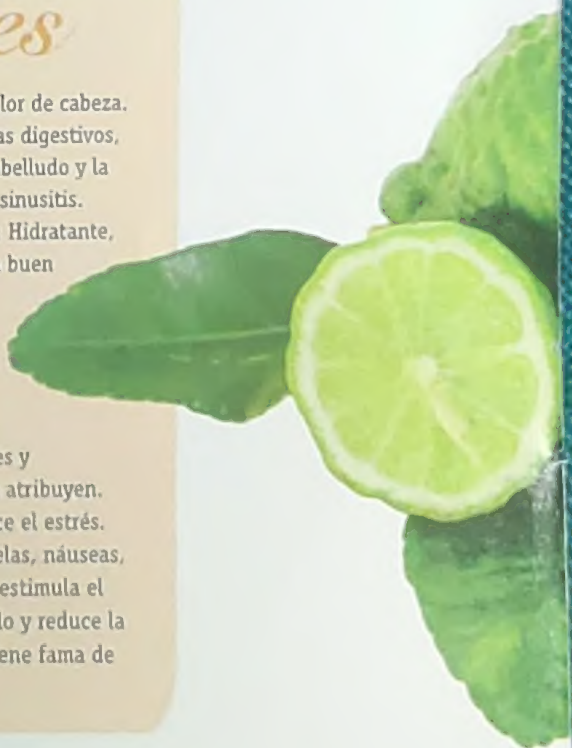 es
lor de cabeza.
as digestivos,
belludo y la
sinusitis.
Hidratante,
buen
es y
atribuyen.
ce el estrés.
elas, náuseas,
estimula el
lo y reduce la
ene fama de